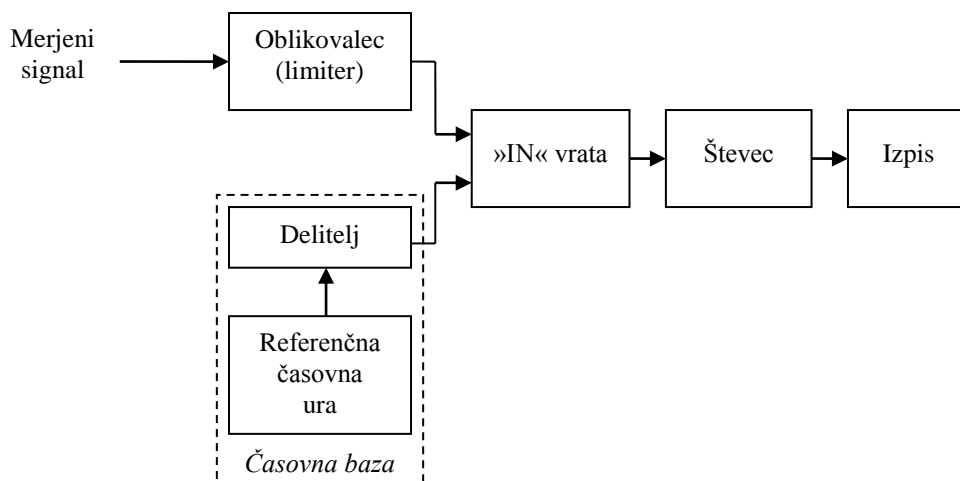 Merjeni
signal
Oblikovalec
(limiter)
»IN« vrata
Števec
Izpis
Delitelj
Referenčna
časovna
ura
Časovna baza